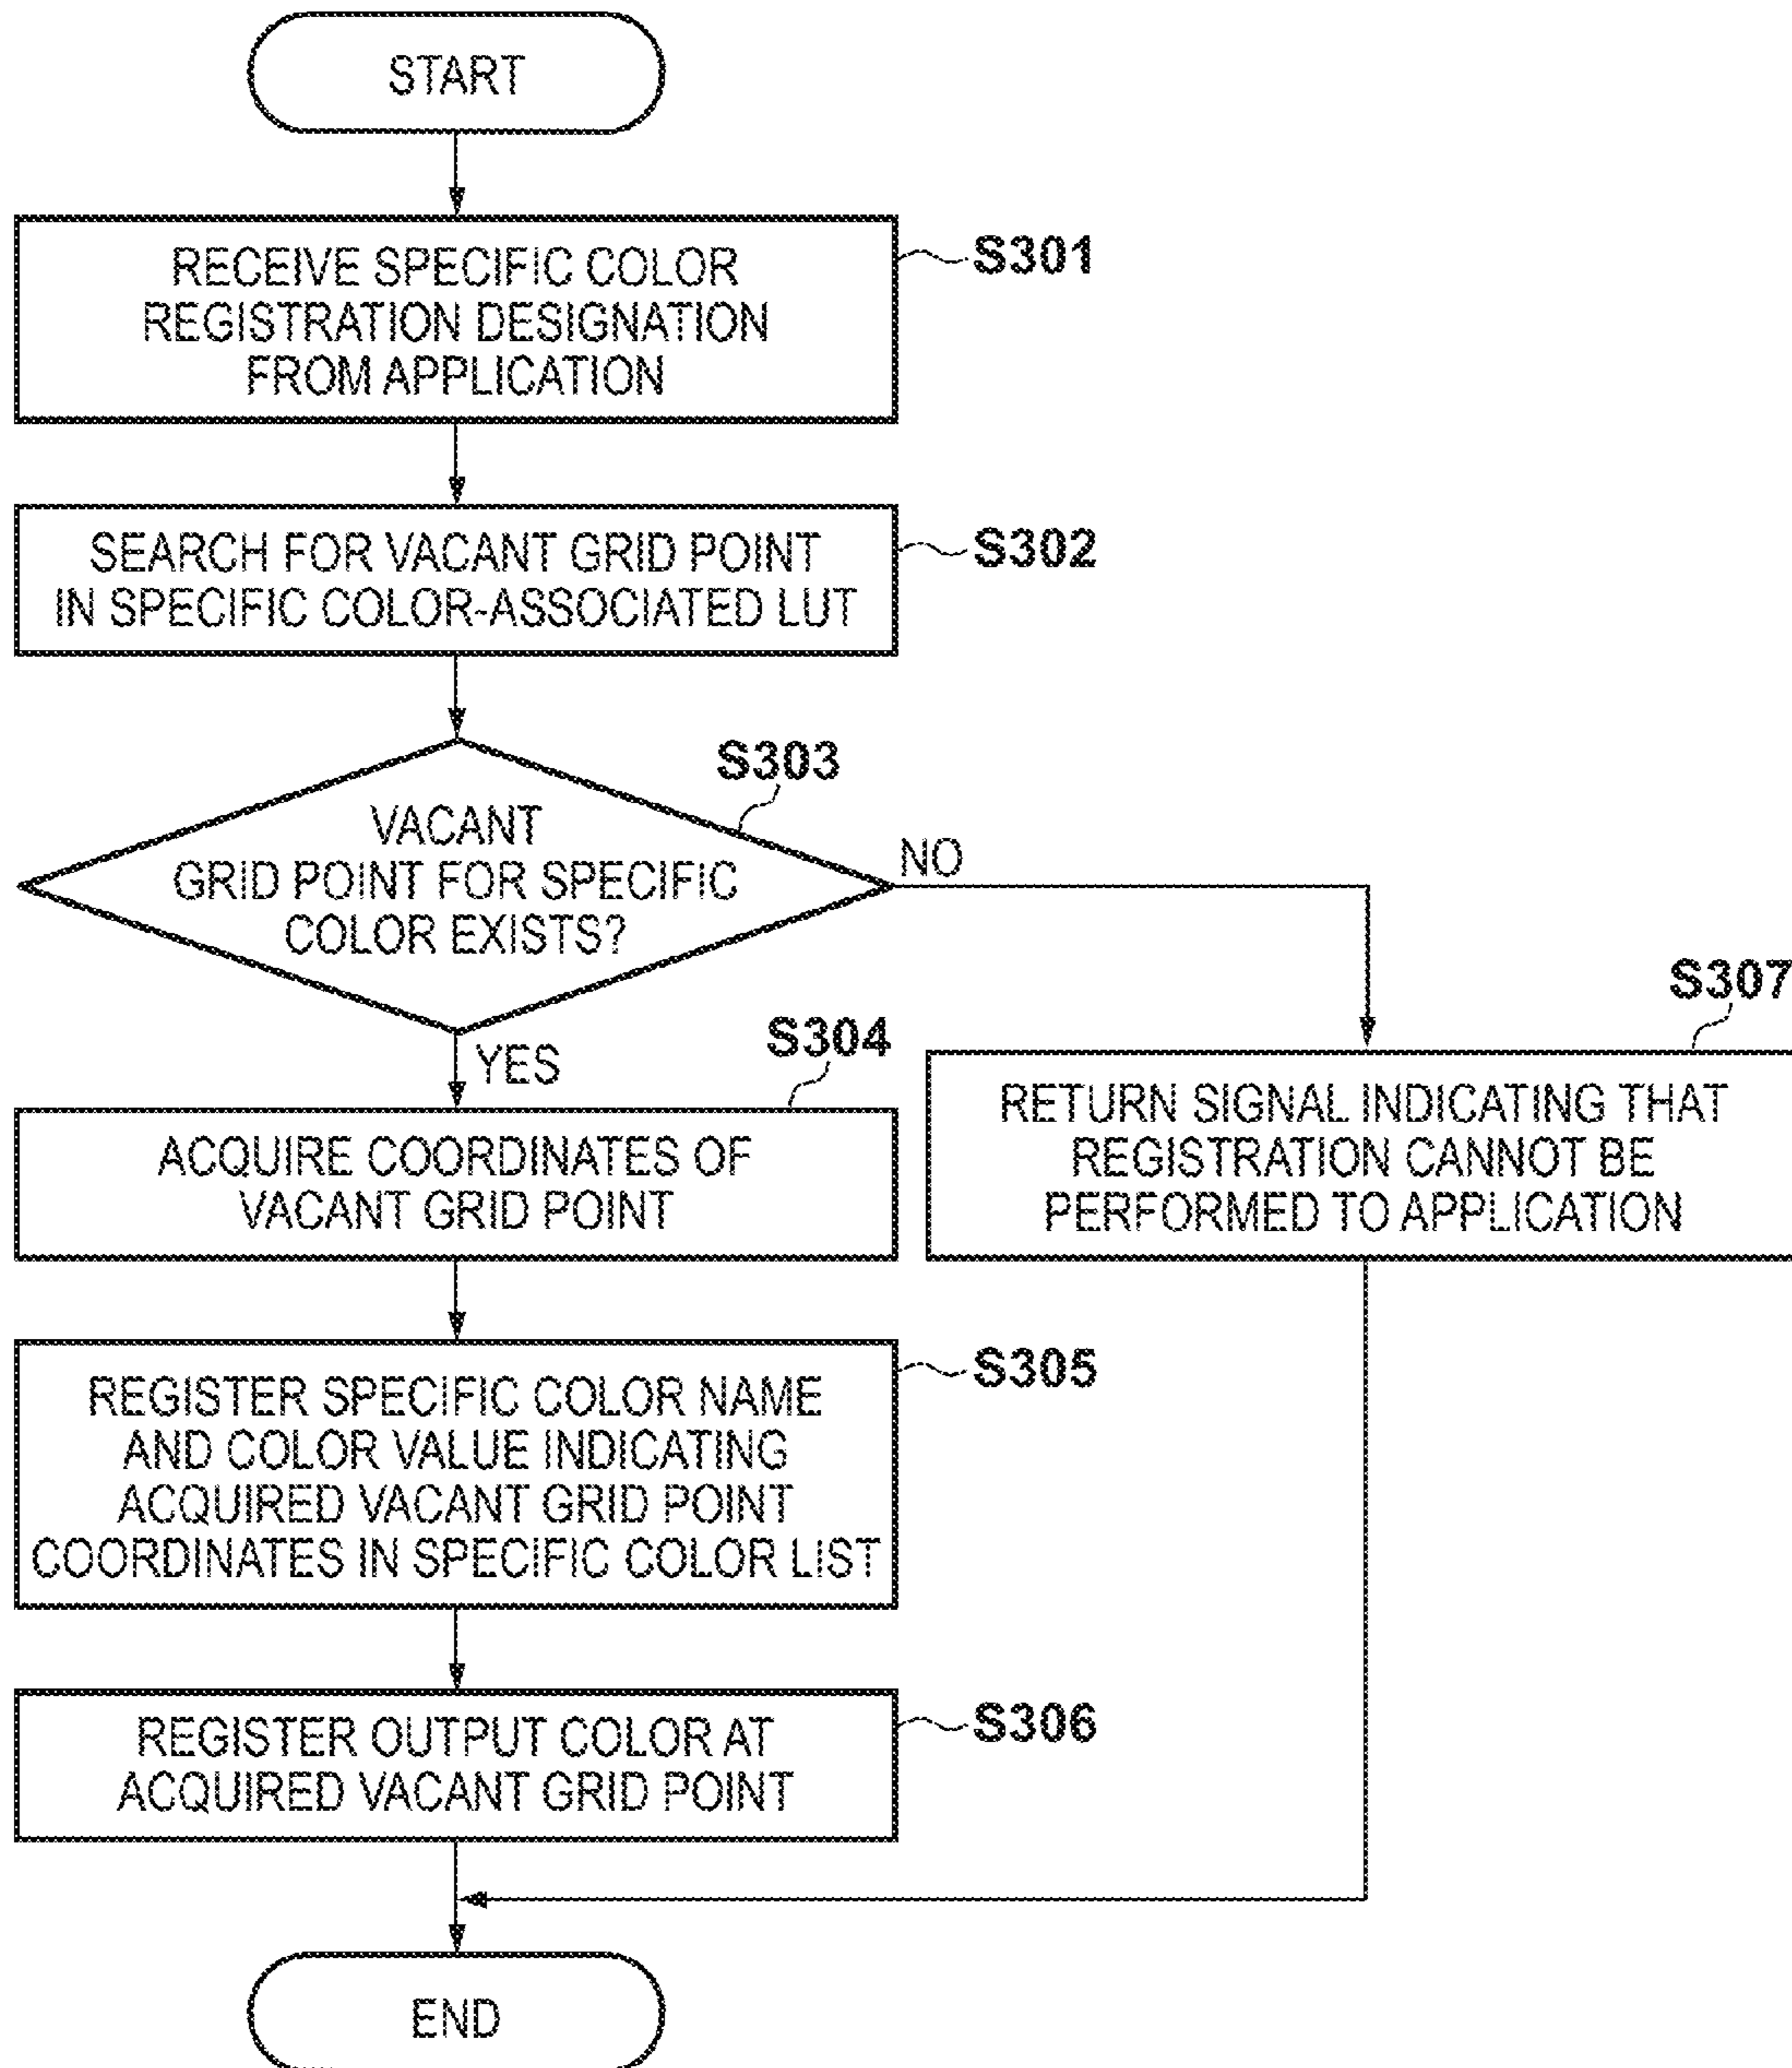 START
RECEIVE SPECIFIC COLOR
REGISTRATION DESIGNATION
FROM APPLICATION
S301
SEARCH FOR VACANT GRID POINT
IN SPECIFIC COLOR-ASSOCIATED LUT
S302
S303
VACANT
GRID POINT FOR SPECIFIC
COLOR EXISTS?
NO
YES
S304
ACQUIRE COORDINATES OF
VACANT GRID POINT
S307
RETURN SIGNAL INDICATING THAT
REGISTRATION CANNOT BE
PERFORMED TO APPLICATION
REGISTER SPECIFIC COLOR NAME
AND COLOR VALUE INDICATING
ACQUIRED VACANT GRID POINT
COORDINATES IN SPECIFIC COLOR LIST
S305
REGISTER OUTPUT COLOR AT
ACQUIRED VACANT GRID POINT
S306
END